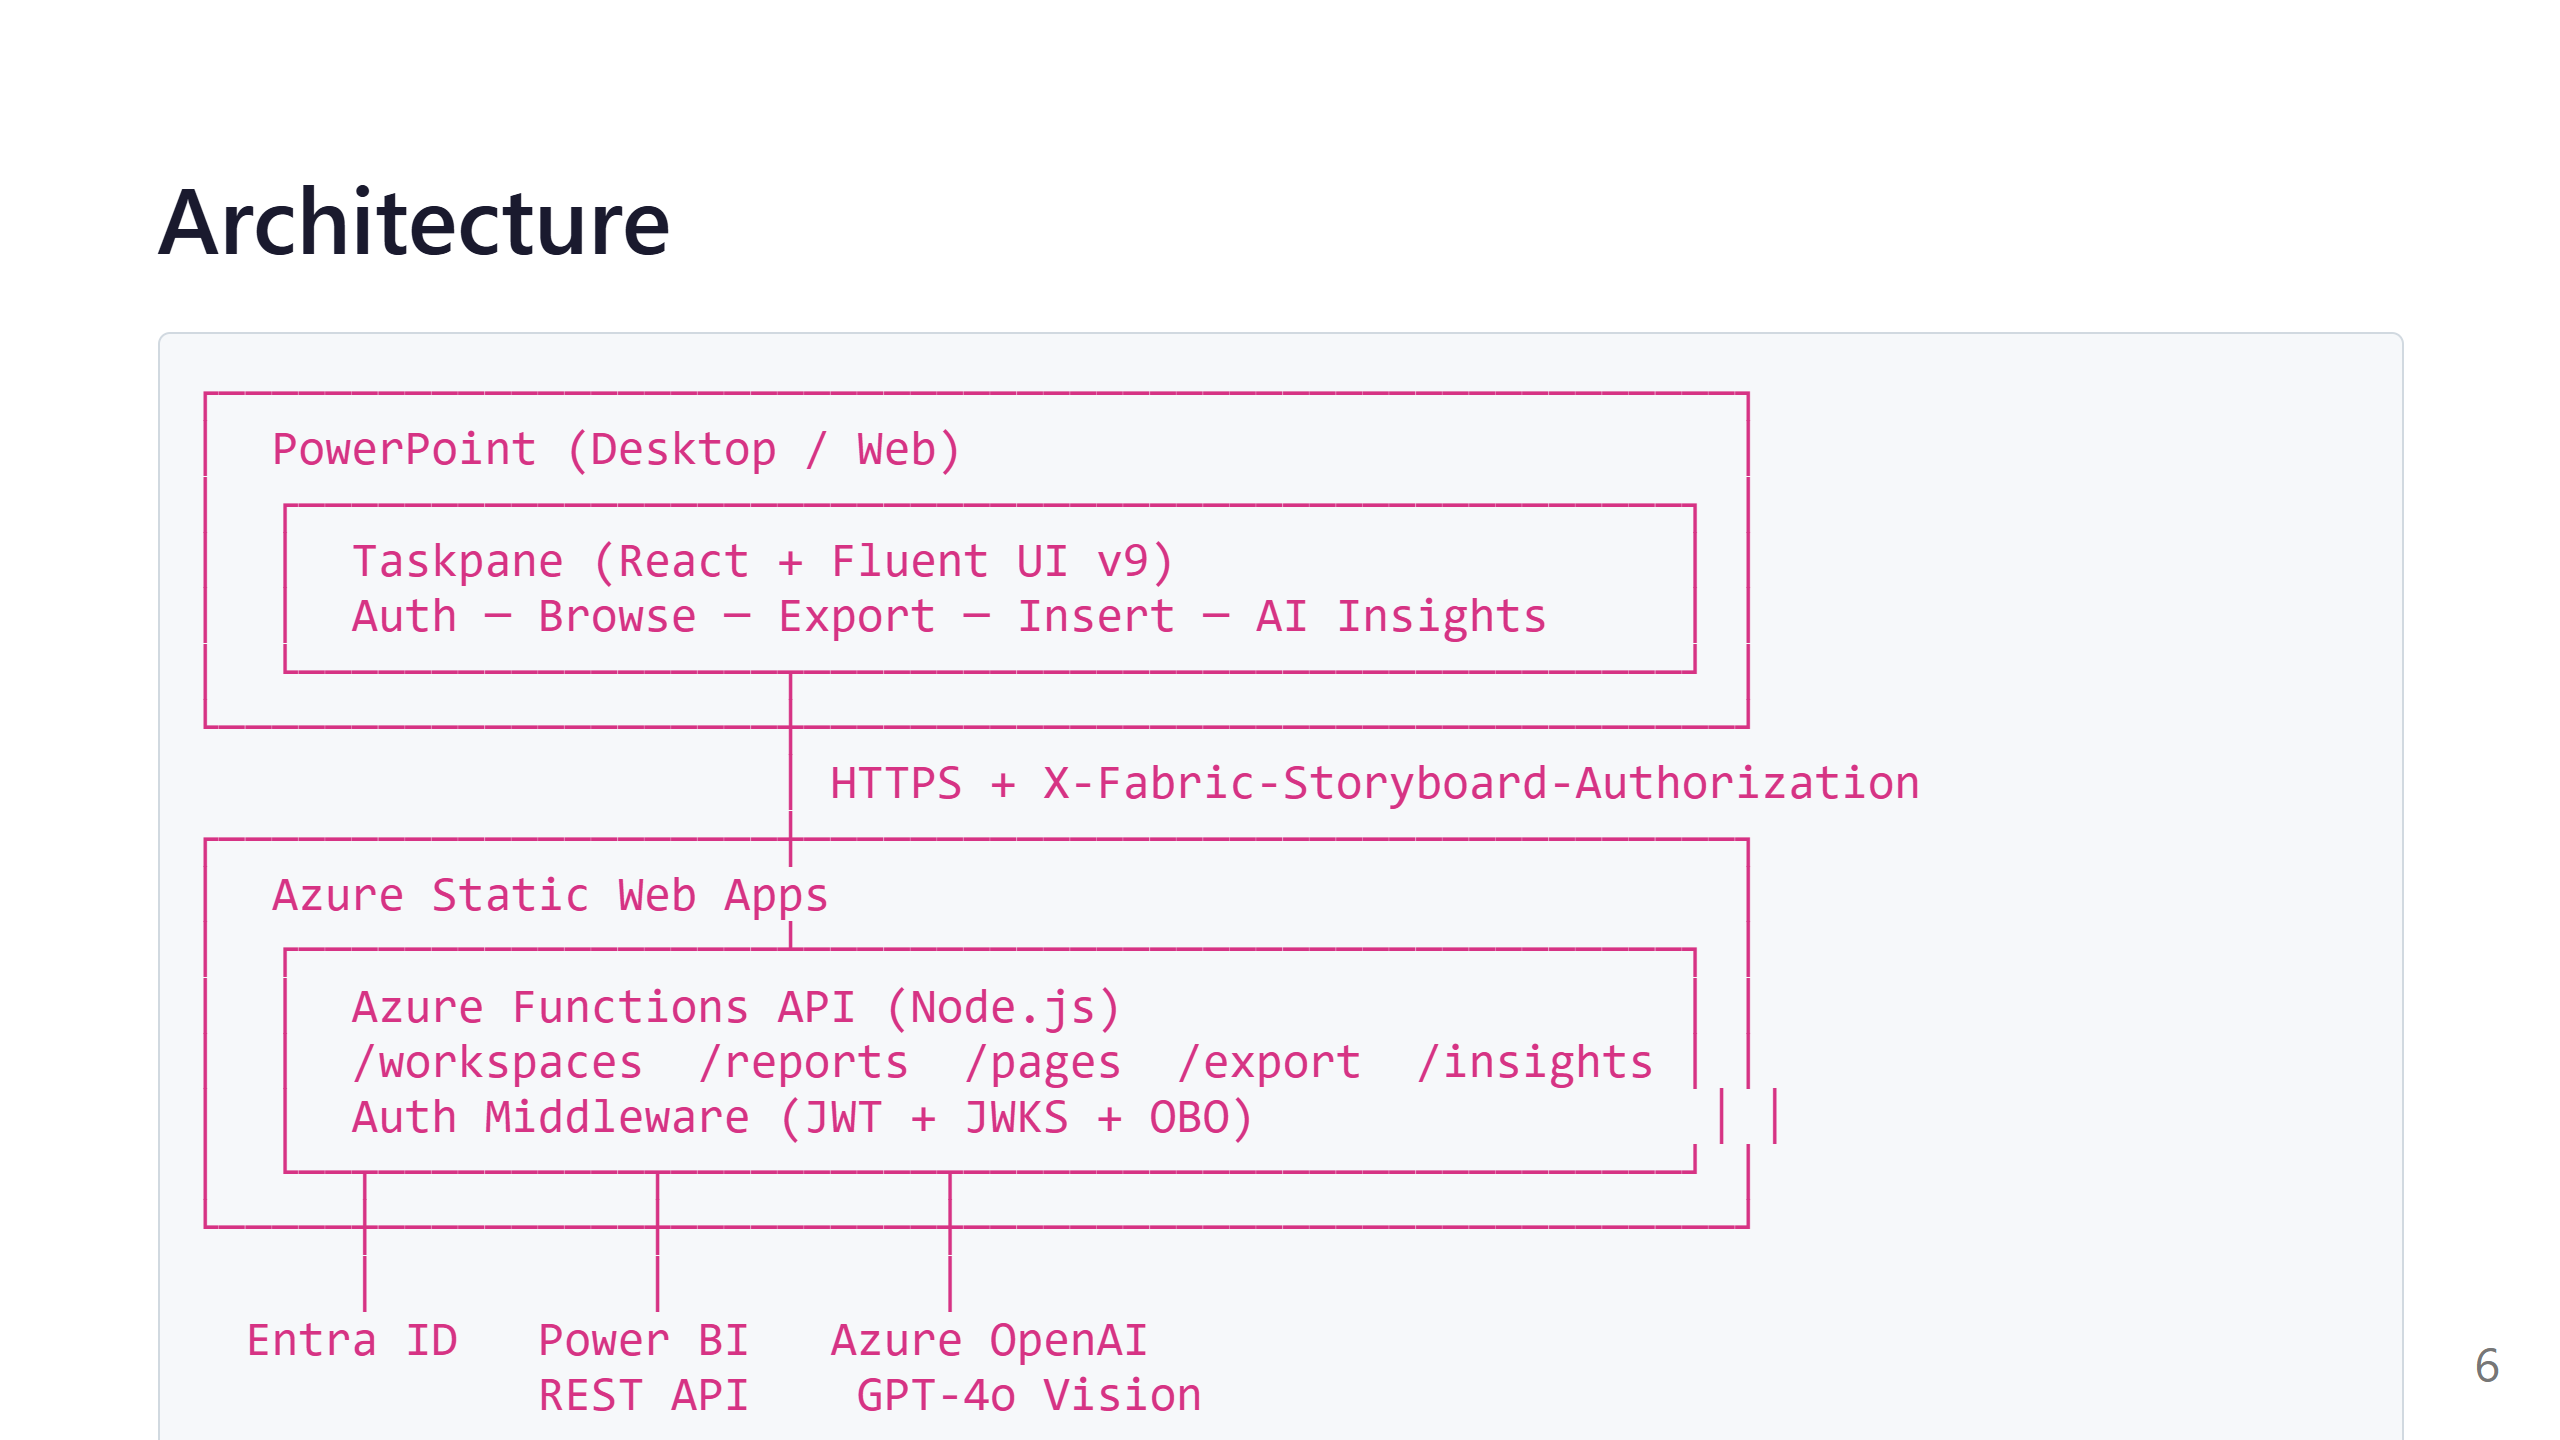 Architecture
PowerPoint (Desktop / Web)
Taskpane (React + Fluent UI v9)
Auth ─ Browse ─ Export ─ Insert ─ AI Insights
HTTPS + X-Fabric-Storyboard-Authorization
Azure Static Web Apps
Azure Functions API (Node.js)
/workspaces  /reports  /pages  /export  /insights
Auth Middleware (JWT + JWKS + OBO)
Entra ID   Power BI   Azure OpenAI
REST API    GPT-4o Vision
6